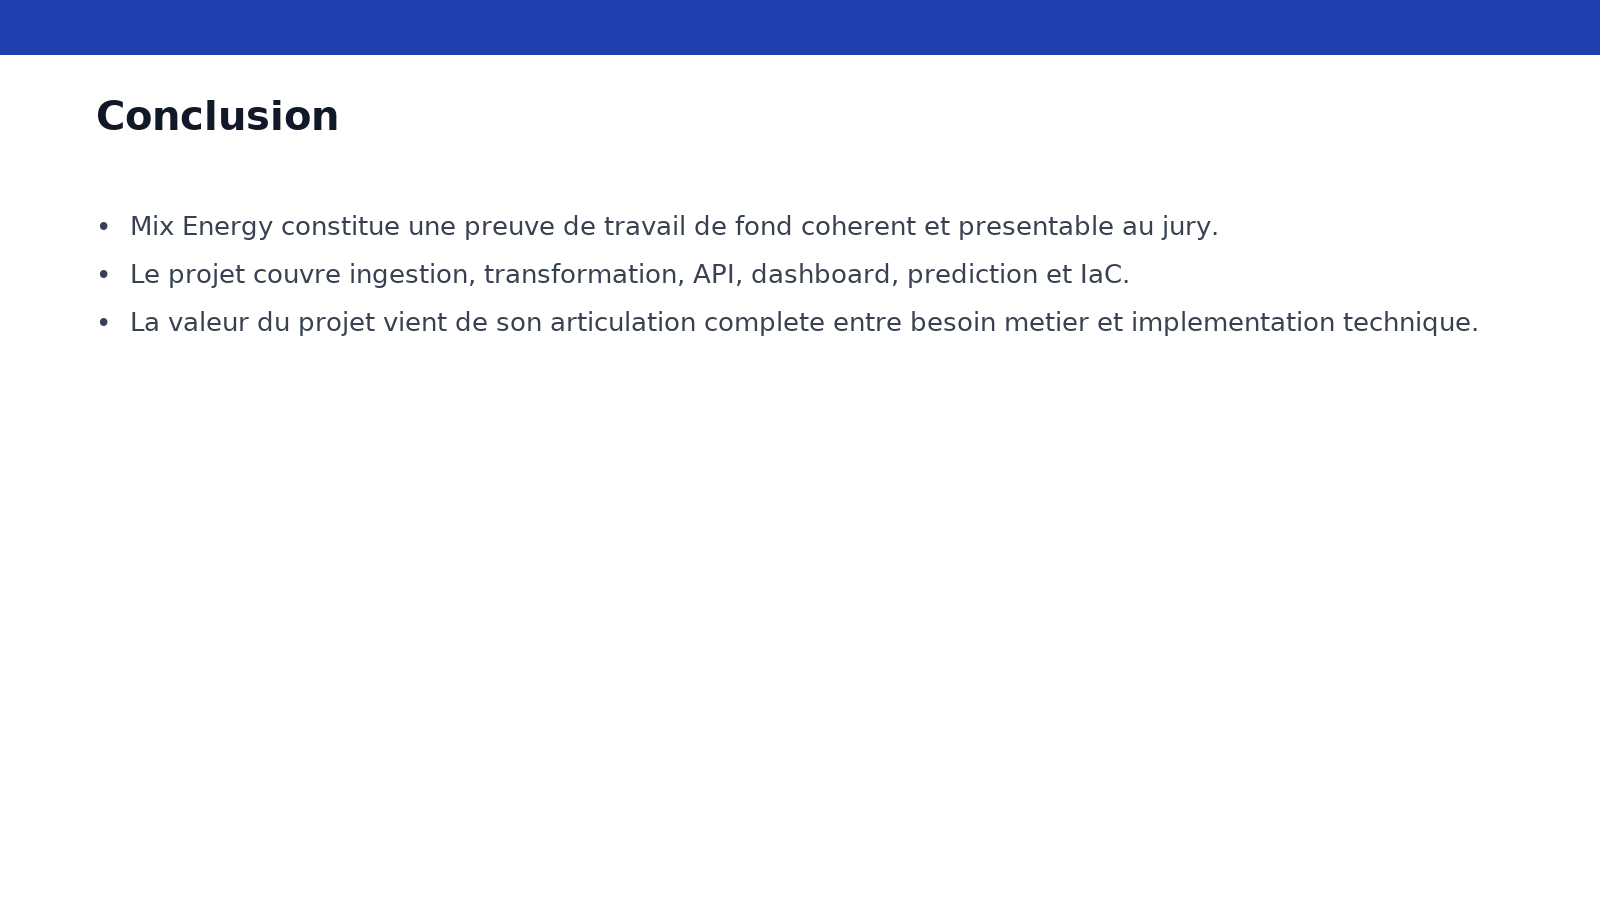 Conclusion
• Mix Energy constitue une preuve de travail de fond coherent et presentable au jury.
• Le projet couvre ingestion, transformation, API, dashboard, prediction et IaC.
• La valeur du projet vient de son articulation complete entre besoin metier et implementation technique.